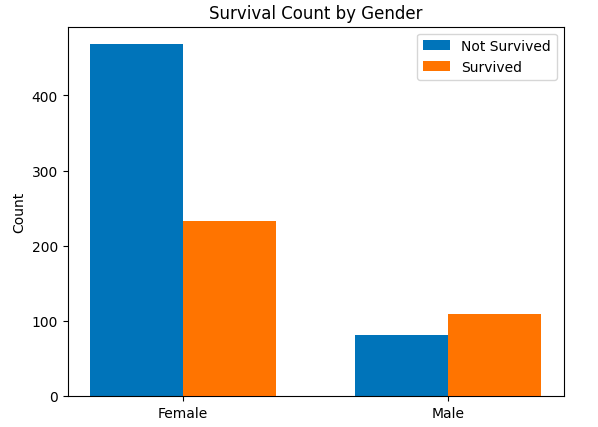 Survival Count by Gender
Not Survived
Survived
Count
400
300
200
100
0
Female
Male